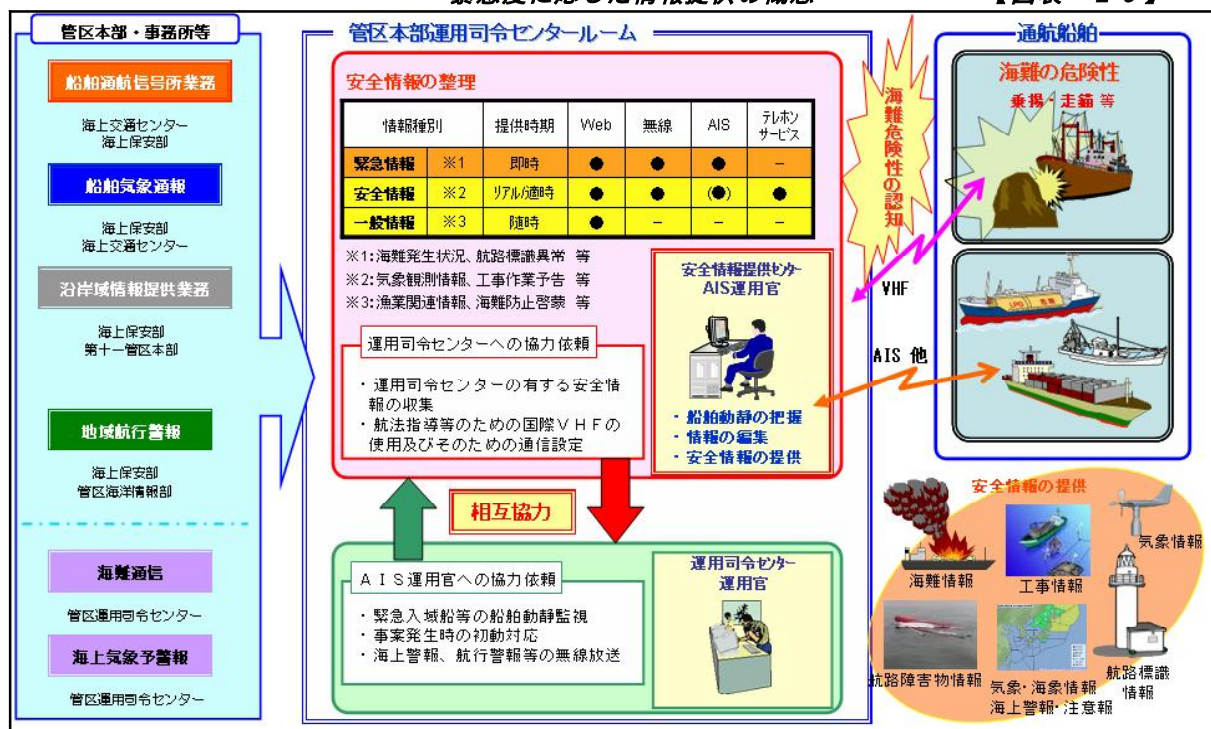 緊急度に応じた情報提供の概念
管区本部・事務所等
船舶通航信号所業務
海上交通センター
海上保安部
船舶気象通報
海上保安部
海上交通センター
沿岸域情報提供業務
海上保安部
第十一管区本部
地域航行警報
海上保安部
管区海洋情報部
海難通信
管区運用司令センター
海上気象予警報
管区運用司令センター
管区本部運用司令センタールーム
安全情報の整理
情報種別 提供時期 Web 無線 AIS テレホン
サービス
緊急情報 ※1 即時 ● ● ● −
安全情報 ※2 リアル/適時 ● ● (●) ●
一般情報 ※3 随時 ● − − −
※1:海難発生状況、航路標識異常 等
※2:気象観測情報、工事作業予告 等
※3:漁業関連情報、海難防止啓蒙 等
運用司令センターへの協力依頼
・運用司令センターの有する安全情
報の収集
・航法指導等のための国際VHFの
使用及びそのための通信設定
安全情報提供センター
AIS運用官
・船舶動静の把握
・情報の編集
・安全情報の提供
相互協力
AIS運用官への協力依頼
・緊急入域船等の船舶動静監視
・事案発生時の初動対応
・海上警報、航行警報等の無線放送
運用司令センター
運用官
海難危険性の認知
VHF
AIS 他
通航船舶
海難の危険性
乗揚・走錨 等
LPG
安全情報の提供
海難情報
工事情報
気象情報
航路障害物情報
気象・海象情報
海上警報・注意報
航路標識
情報